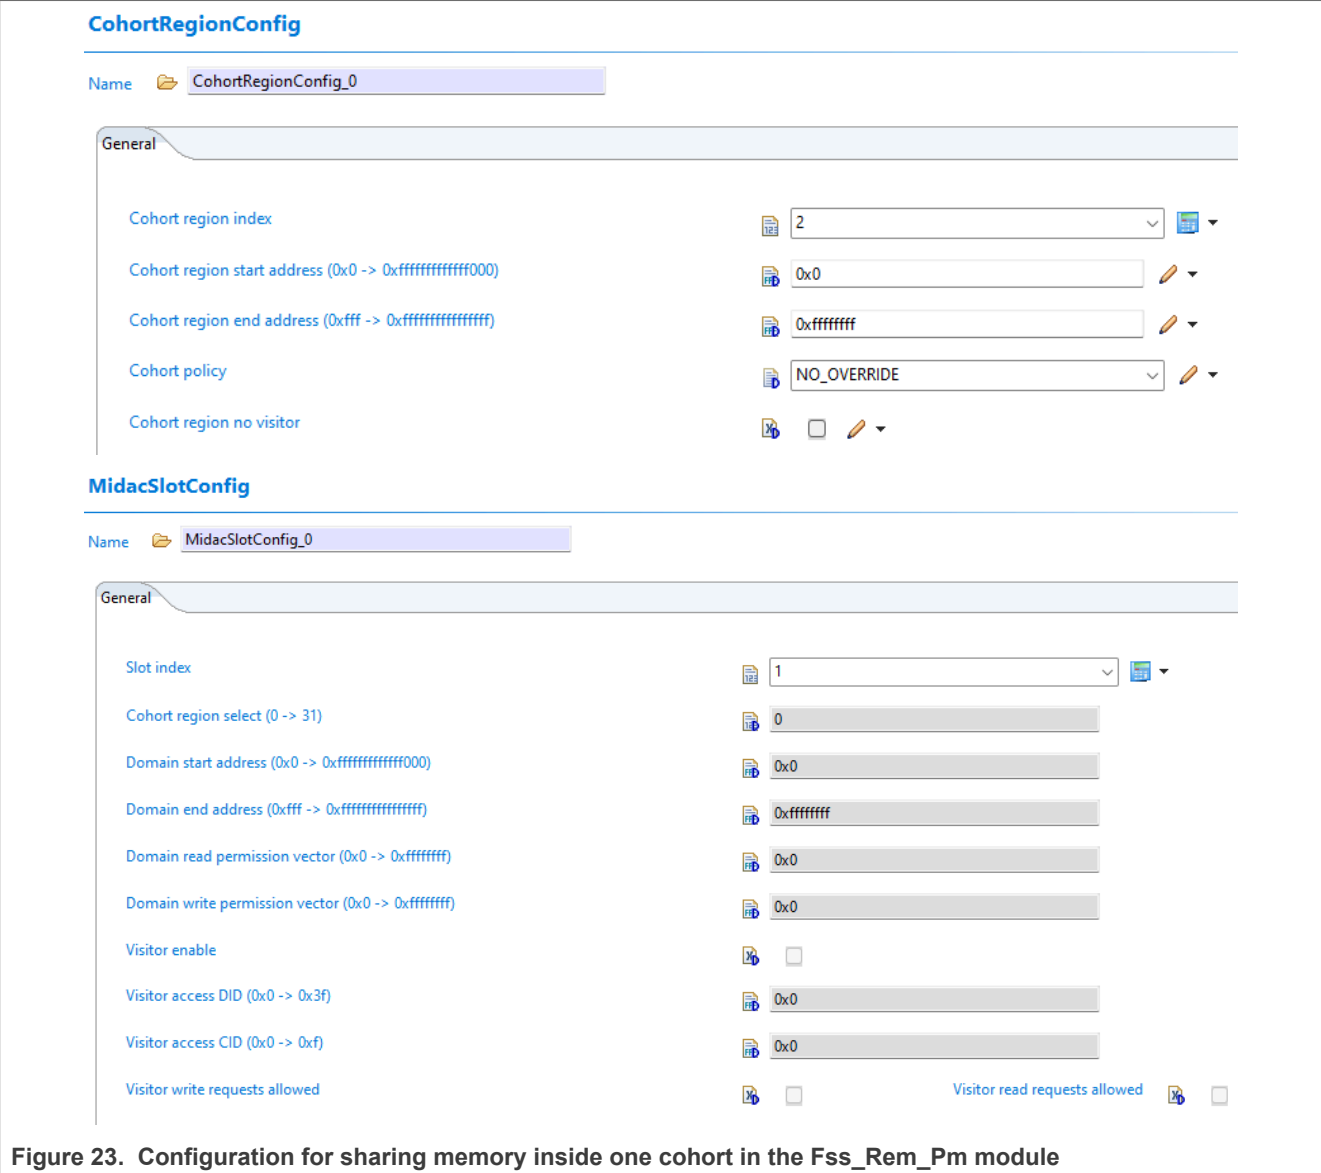 CohortRegionConfig
Name CohortRegionConfig_0
General
Cohort region index 2
Cohort region start address (0x0 -> 0xfffffffffffff000) 0x0
Cohort region end address (0xfff -> 0xffffffffffffffff) 0xffffffff
Cohort policy NO_OVERRIDE
Cohort region no visitor
MidacSlotConfig
Name MidacSlotConfig_0
General
Slot index 1
Cohort region select (0 -> 31) 0
Domain start address (0x0 -> 0xfffffffffffff000) 0x0
Domain end address (0xfff -> 0xffffffffffffffff) 0xffffffff
Domain read permission vector (0x0 -> 0xffffffff) 0x0
Domain write permission vector (0x0 -> 0xffffffff) 0x0
Visitor enable
Visitor access DID (0x0 -> 0x3f) 0x0
Visitor access CID (0x0 -> 0xf) 0x0
Visitor write requests allowed Visitor read requests allowed
Figure 23. Configuration for sharing memory inside one cohort in the Fss_Rem_Pm module